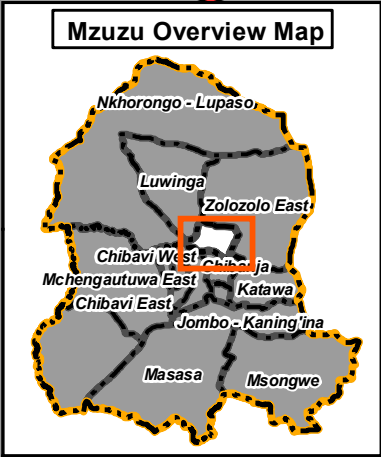 Mzuzu Overview Map
Nkhorongo - Lupaso
Luwinga
Zolozolo East
Chibavi West
Chibanja
Mchengautuwa East
Katawa
Chibavi East
Jombo - Kaning'ina
Masasa
Msongwe